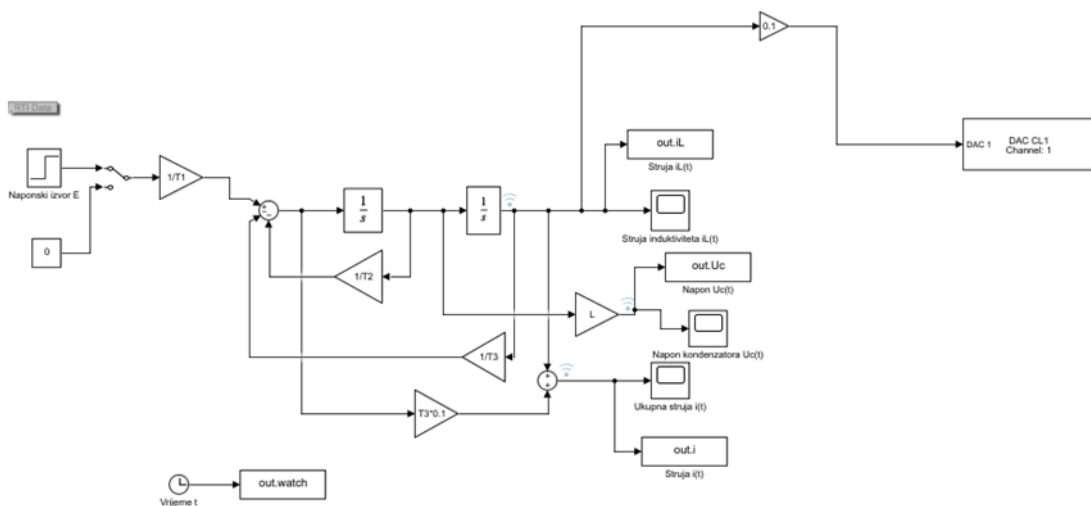 0.1
RTI Data
DAC 1
DAC CL1
Channel: 1
out.iL
Struja iL(t)
Naponski izvor E
1/T1
1
s
1
s
Struja induktiviteta iL(t)
0
1/T2
out.Uc
Napon Uc(t)
L
Napon kondenzatora Uc(t)
1/T3
T3*0.1
Ukupna struja i(t)
out.i
Struja i(t)
out.watch
Vrijeme t